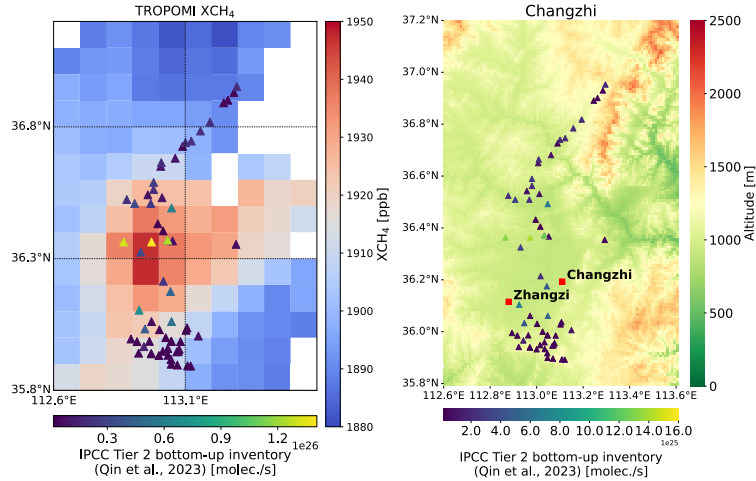 TROPOMI XCH₄
36.8°N
36.3°N
35.8°N
112.6°E
113.1°E
1950
1940
1930
1920
1910
1900
1890
1880
XCH₄ [ppb]
0.3
0.6
0.9
1.2
1e26
IPCC Tier 2 bottom-up inventory
(Qin et al., 2023) [molec./s]
Changzhi
37.2°N
37.0°N
36.8°N
36.6°N
36.4°N
36.2°N
36.0°N
35.8°N
112.6°E
112.8°E
113.0°E
113.2°E
113.4°E
113.6°E
Changzhi
Zhangzi
2500
2000
1500
1000
500
0
Altitude [m]
2.0
4.0
6.0
8.0
10.0
12.0
14.0
16.0
1e25
IPCC Tier 2 bottom-up inventory
(Qin et al., 2023) [molec./s]